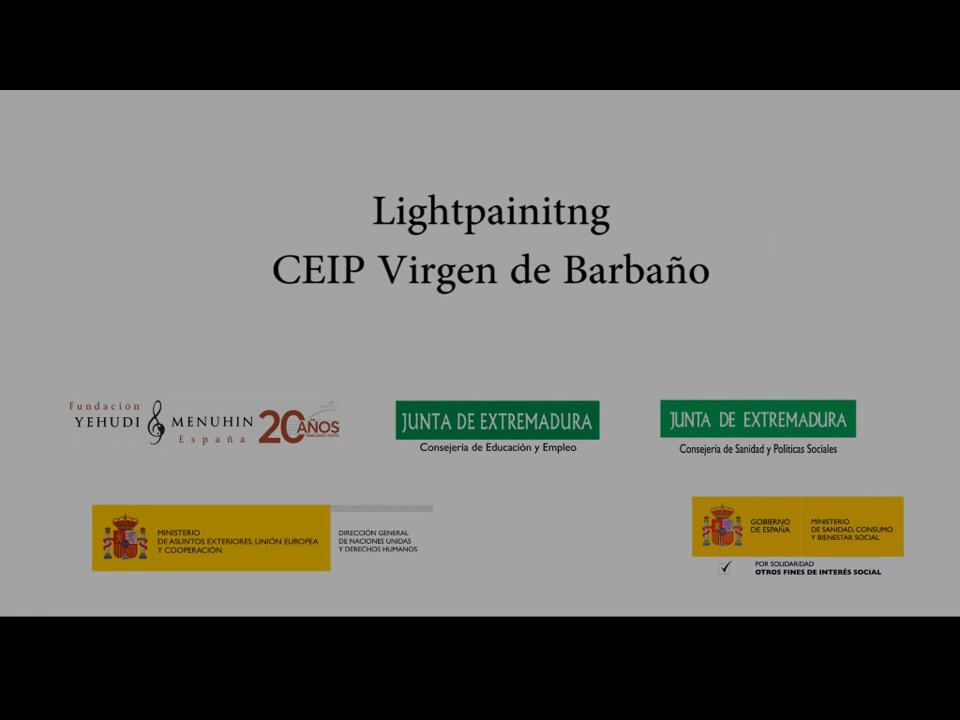 Lightpainitng
CEIP Virgen de Barbaño
Fundación
YEHUDI MENUHIN
España
20 AÑOS
JUNTA DE EXTREMADURA
Consejería de Educación y Empleo
JUNTA DE EXTREMADURA
Consejería de Sanidad y Políticas Sociales
MINISTERIO
DE ASUNTOS EXTERIORES, UNIÓN EUROPEA
Y COOPERACIÓN
DIRECCIÓN GENERAL
DE NACIONES UNIDAS
Y DERECHOS HUMANOS
GOBIERNO
DE ESPAÑA
MINISTERIO
DE SANIDAD, CONSUMO
Y BIENESTAR SOCIAL
POR SOLIDARIDAD
OTROS FINES DE INTERÉS SOCIAL